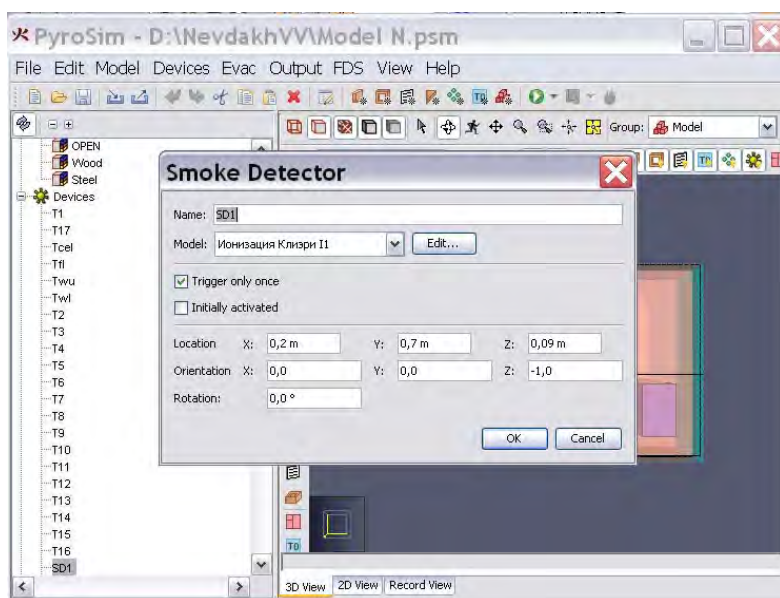 PyroSim - D:\NevdakhVV\Model N.psm
File Edit Model Devices Evac Output FDS View Help
Group: Model
OPEN
Wood
Steel
Devices
T1
T17
Tcel
Tfl
Twu
Twl
T2
T3
T4
T5
T6
T7
T8
T9
T10
T11
T12
T13
T14
T15
T16
SD1
Smoke Detector
Name: SD1
Model: Ионизация Клиэри I1 Edit...
Trigger only once
Initially activated
Location X: 0,2 m Y: 0,7 m Z: 0,09 m
Orientation X: 0,0 Y: 0,0 Z: -1,0
Rotation: 0,0 °
OK Cancel
3D View 2D View Record View